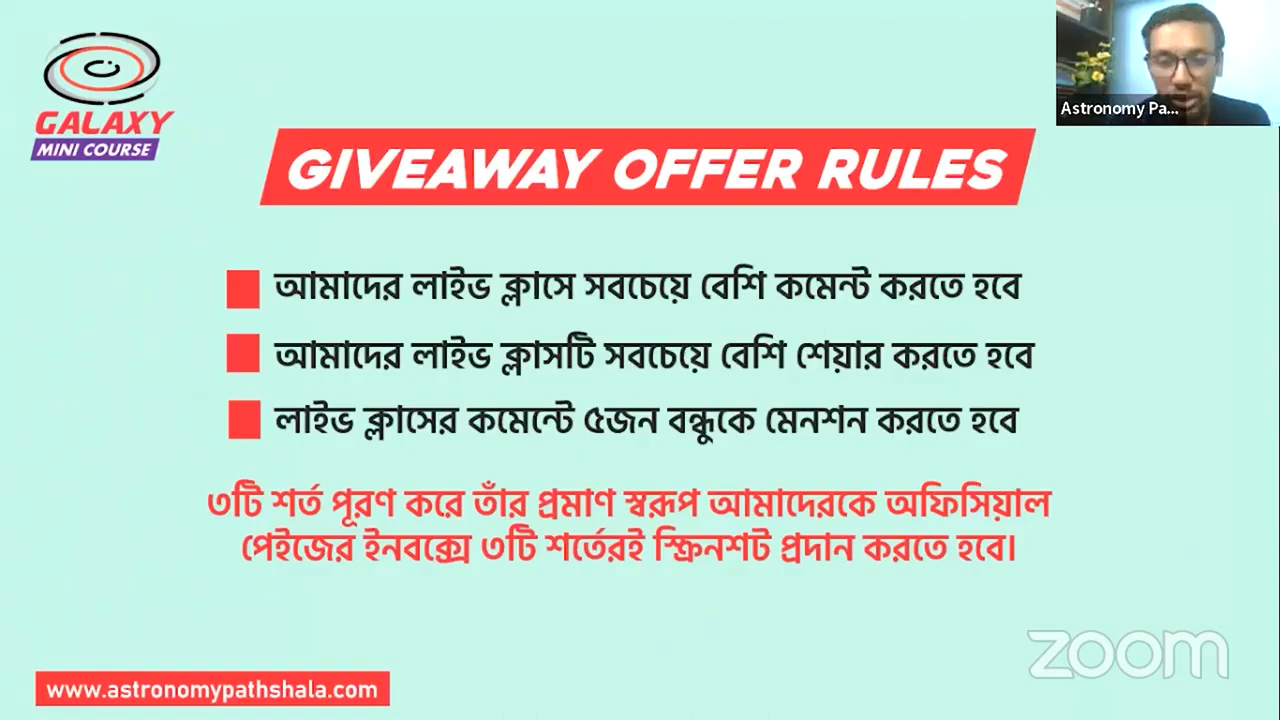 GALAXY
MINI COURSE
Astronomy Pa...
GIVEAWAY OFFER RULES
আমাদের লাইভ ক্লাসে সবচেয়ে বেশি কমেন্ট করতে হবে
আমাদের লাইভ ক্লাসটি সবচেয়ে বেশি শেয়ার করতে হবে
লাইভ ক্লাসের কমেন্টে ৫জন বন্ধুকে মেনশন করতে হবে
৩টি শর্ত পূরণ করে তাঁর প্রমাণ স্বরূপ আমাদেরকে অফিসিয়াল
পেইজের ইনবক্সে ৩টি শর্তেরই স্ক্রিনশট প্রদান করতে হবে।
zoom
www.astronomypathshala.com